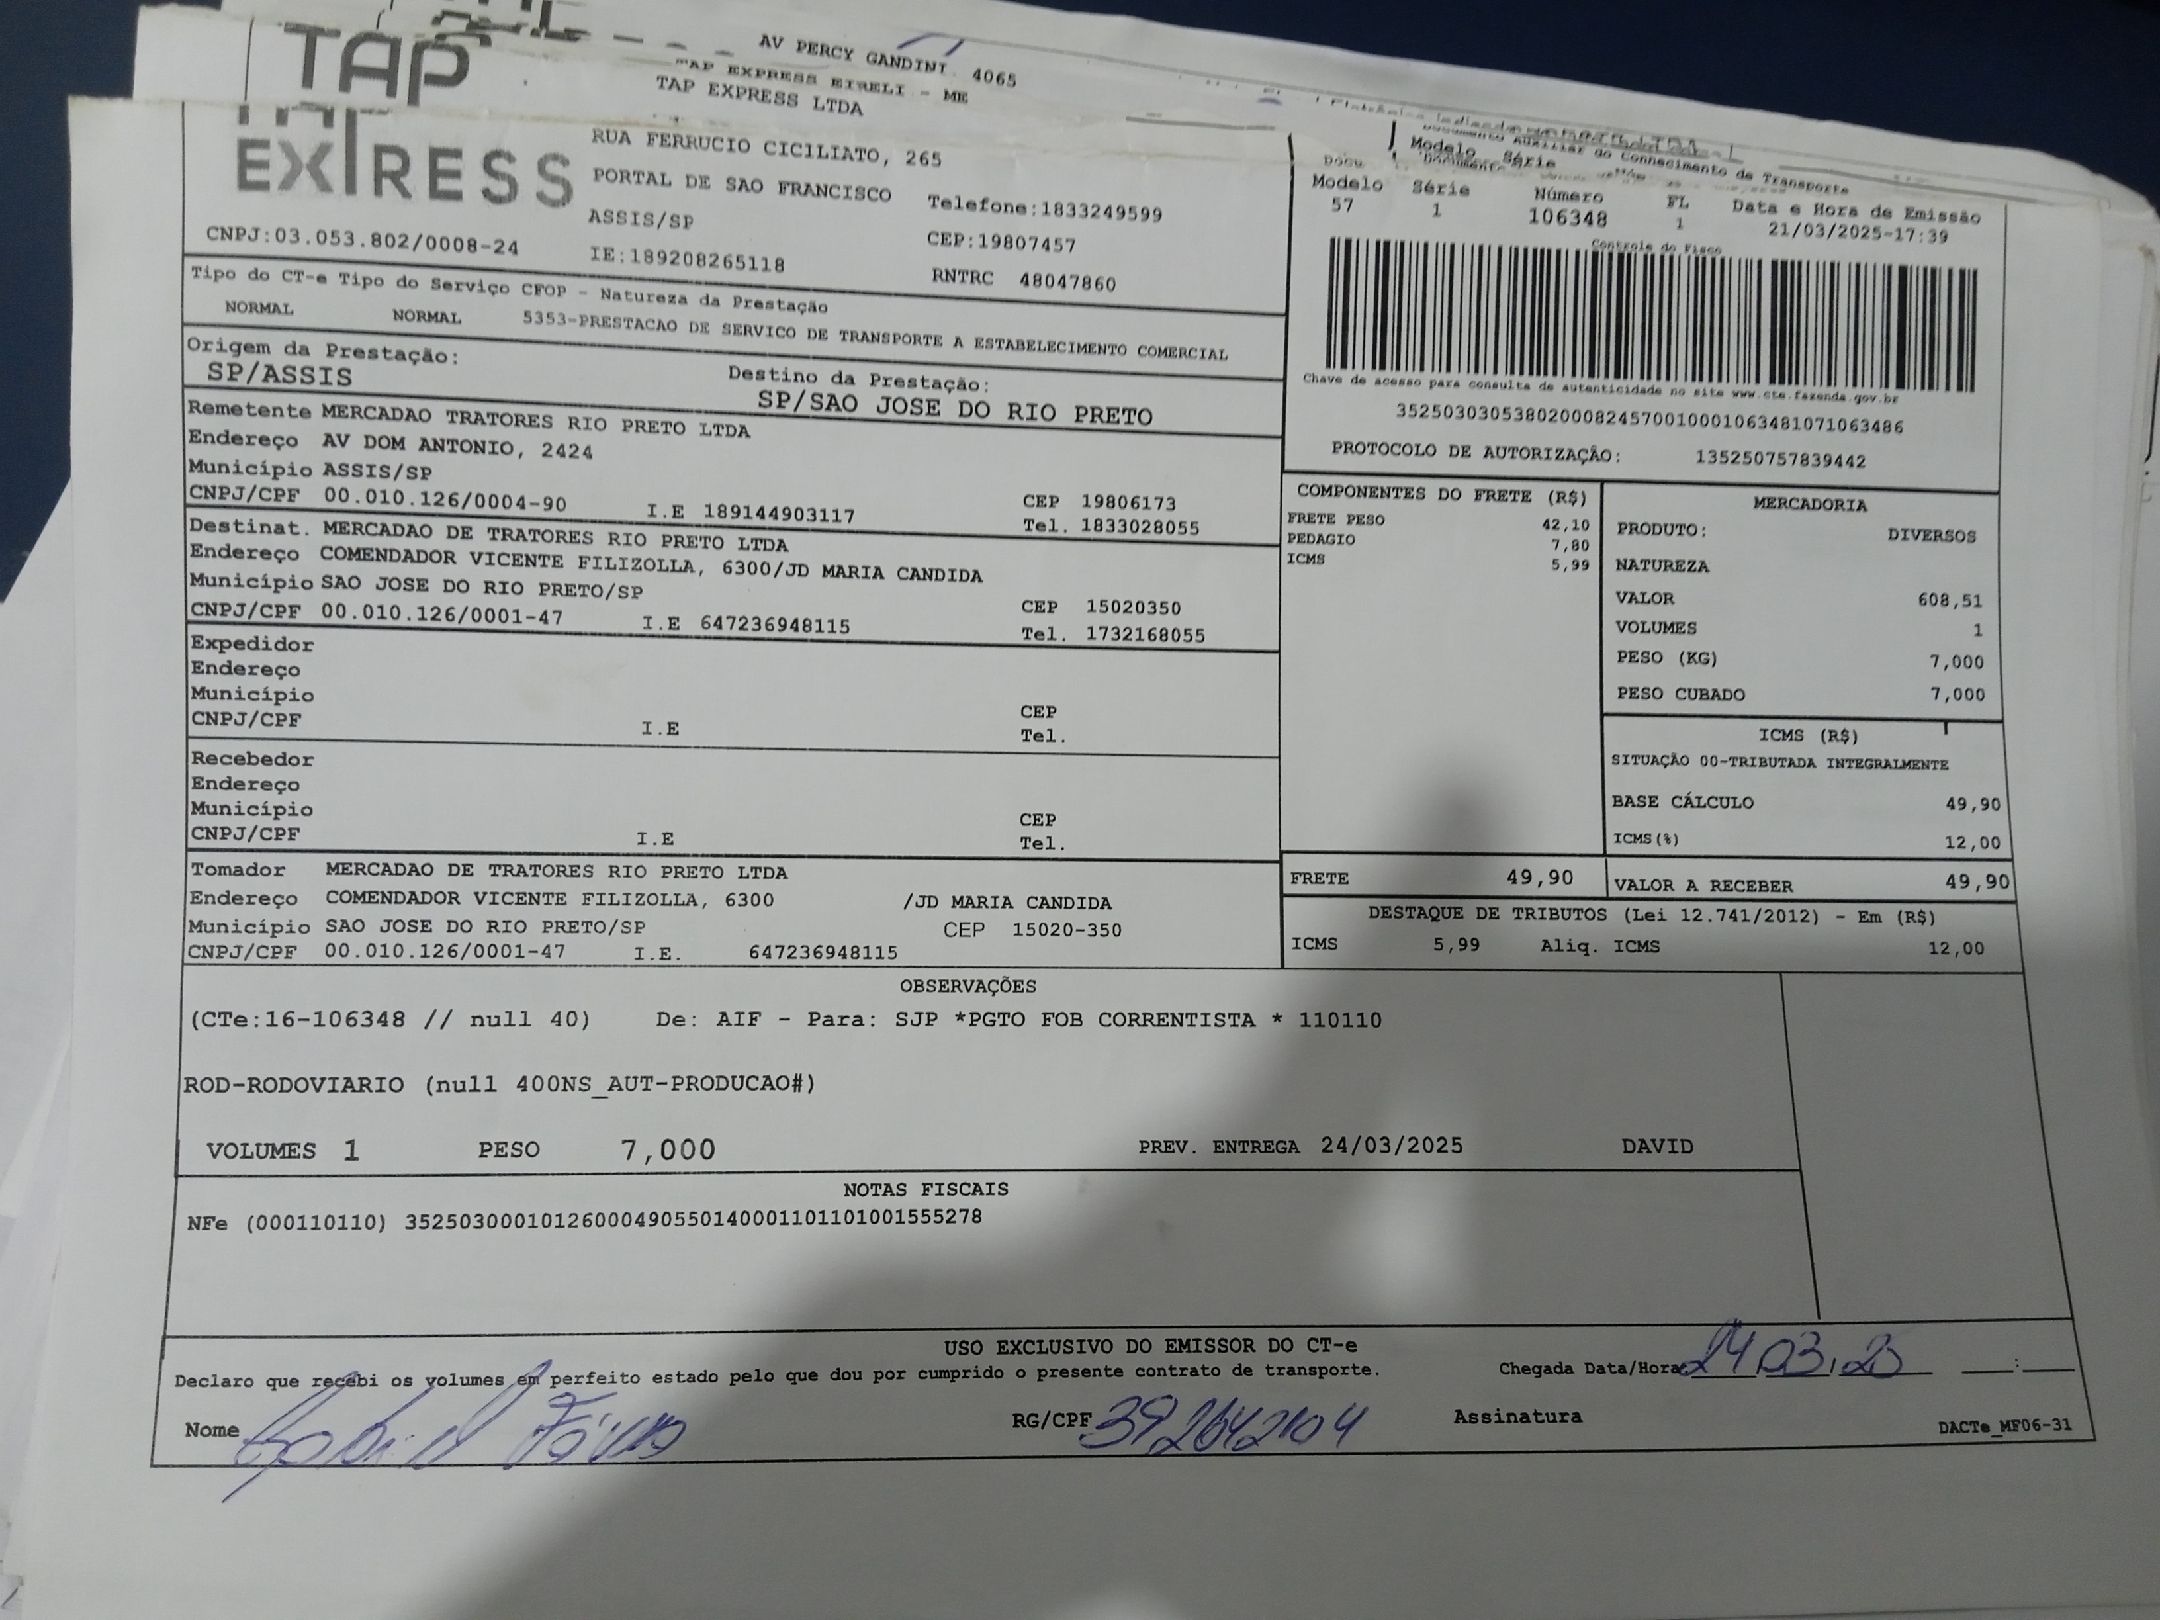 AV PERCY GANDINI 4065
TAP EXPRESS EIRELI - ME
TAP
TAP EXPRESS LTDA
EXPRESS
RUA FERRUCIO CICILIATO, 265
PORTAL DE SAO FRANCISCO Telefone:1833249599
ASSIS/SP CEP:19807457
CNPJ:03.053.802/0008-24 IE:189208265118 RNTRC 48047860
Documento Auxiliar do Conhecimento de Transporte
Modelo Série
Modelo Série Número FL Data e Hora de Emissão
57 1 106348 1 21/03/2025-17:39
Controle do Fisco
Chave de acesso para consulta de autenticidade no site www.cte.fazenda.gov.br
35250303053802000824570010001063481071063486
PROTOCOLO DE AUTORIZAÇÂO: 135250757839442
Tipo do CT-e Tipo do Serviço CFOP - Natureza da Prestação
NORMAL NORMAL 5353-PRESTACAO DE SERVICO DE TRANSPORTE A ESTABELECIMENTO COMERCIAL
Origem da Prestação: Destino da Prestação:
SP/ASSIS SP/SAO JOSE DO RIO PRETO
Remetente MERCADAO TRATORES RIO PRETO LTDA
Endereço AV DOM ANTONIO, 2424
Município ASSIS/SP CEP 19806173
CNPJ/CPF 00.010.126/0004-90 I.E 189144903117 Tel. 1833028055
Destinat. MERCADAO DE TRATORES RIO PRETO LTDA
Endereço COMENDADOR VICENTE FILIZOLLA, 6300/JD MARIA CANDIDA
Município SAO JOSE DO RIO PRETO/SP CEP 15020350
CNPJ/CPF 00.010.126/0001-47 I.E 647236948115 Tel. 1732168055
Expedidor
Endereço
Município CEP
CNPJ/CPF I.E Tel.
Recebedor
Endereço
Município CEP
CNPJ/CPF I.E Tel.
Tomador MERCADAO DE TRATORES RIO PRETO LTDA
Endereço COMENDADOR VICENTE FILIZOLLA, 6300 /JD MARIA CANDIDA
Município SAO JOSE DO RIO PRETO/SP CEP 15020-350
CNPJ/CPF 00.010.126/0001-47 I.E. 647236948115
COMPONENTES DO FRETE (R$)
FRETE PESO 42,10
PEDAGIO 7,80
ICMS 5,99
MERCADORIA
PRODUTO: DIVERSOS
NATUREZA
VALOR 608,51
VOLUMES 1
PESO (KG) 7,000
PESO CUBADO 7,000
ICMS (R$)
SITUAÇÃO 00-TRIBUTADA INTEGRALMENTE
BASE CÁLCULO 49,90
ICMS(%) 12,00
FRETE 49,90 VALOR A RECEBER 49,90
DESTAQUE DE TRIBUTOS (Lei 12.741/2012) - Em (R$)
ICMS 5,99 Aliq. ICMS 12,00
OBSERVAÇÕES
(CTe:16-106348 // null 40) De: AIF - Para: SJP *PGTO FOB CORRENTISTA * 110110
ROD-RODOVIARIO (null 400NS_AUT-PRODUCAO#)
VOLUMES 1 PESO 7,000 PREV. ENTREGA 24/03/2025 DAVID
NOTAS FISCAIS
NFe (000110110) 35250300010126000490550140001101101001555278
USO EXCLUSIVO DO EMISSOR DO CT-e
Declaro que recebi os volumes em perfeito estado pelo que dou por cumprido o presente contrato de transporte. Chegada Data/Hora 24 03.25 :
Nome RG/CPF 392642104 Assinatura
DACTe_MF06-31